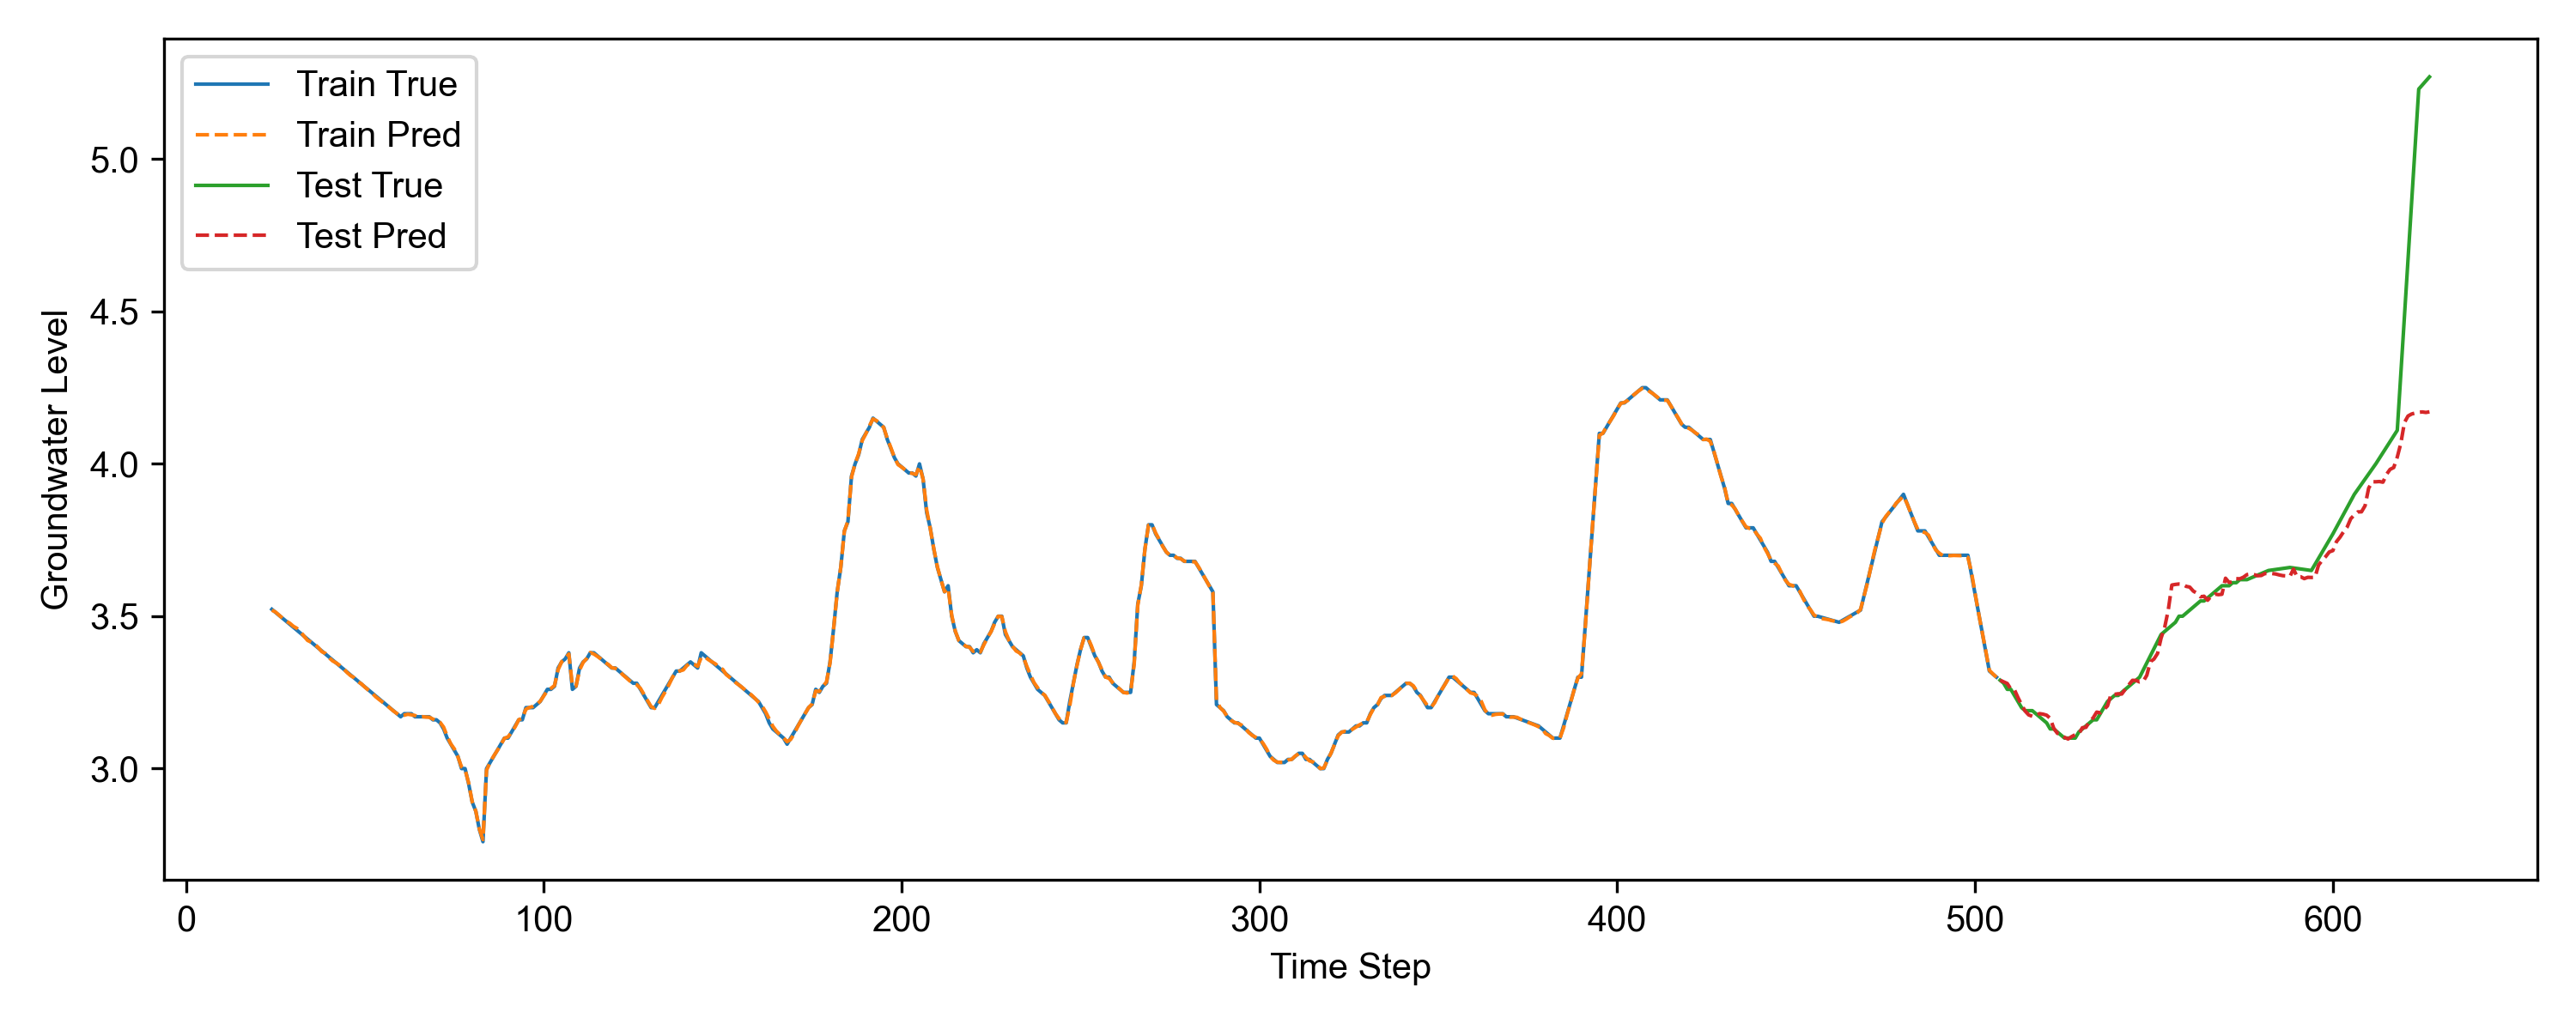 Train True
Train Pred
Test True
Test Pred
Groundwater Level
5.0
4.5
4.0
3.5
3.0
0 100 200 300 400 500 600
Time Step